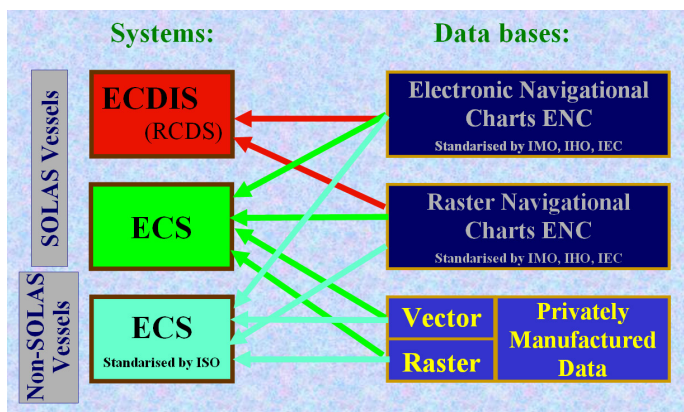 Systems:
Data bases:
SOLAS Vessels
ECDIS
(RCDS)
Electronic Navigational
Charts ENC
Standarised by IMO, IHO, IEC
ECS
Raster Navigational
Charts ENC
Standarised by IMO, IHO, IEC
Non-SOLAS
Vessels
ECS
Standarised by ISO
Vector
Raster
Privately
Manufactured
Data